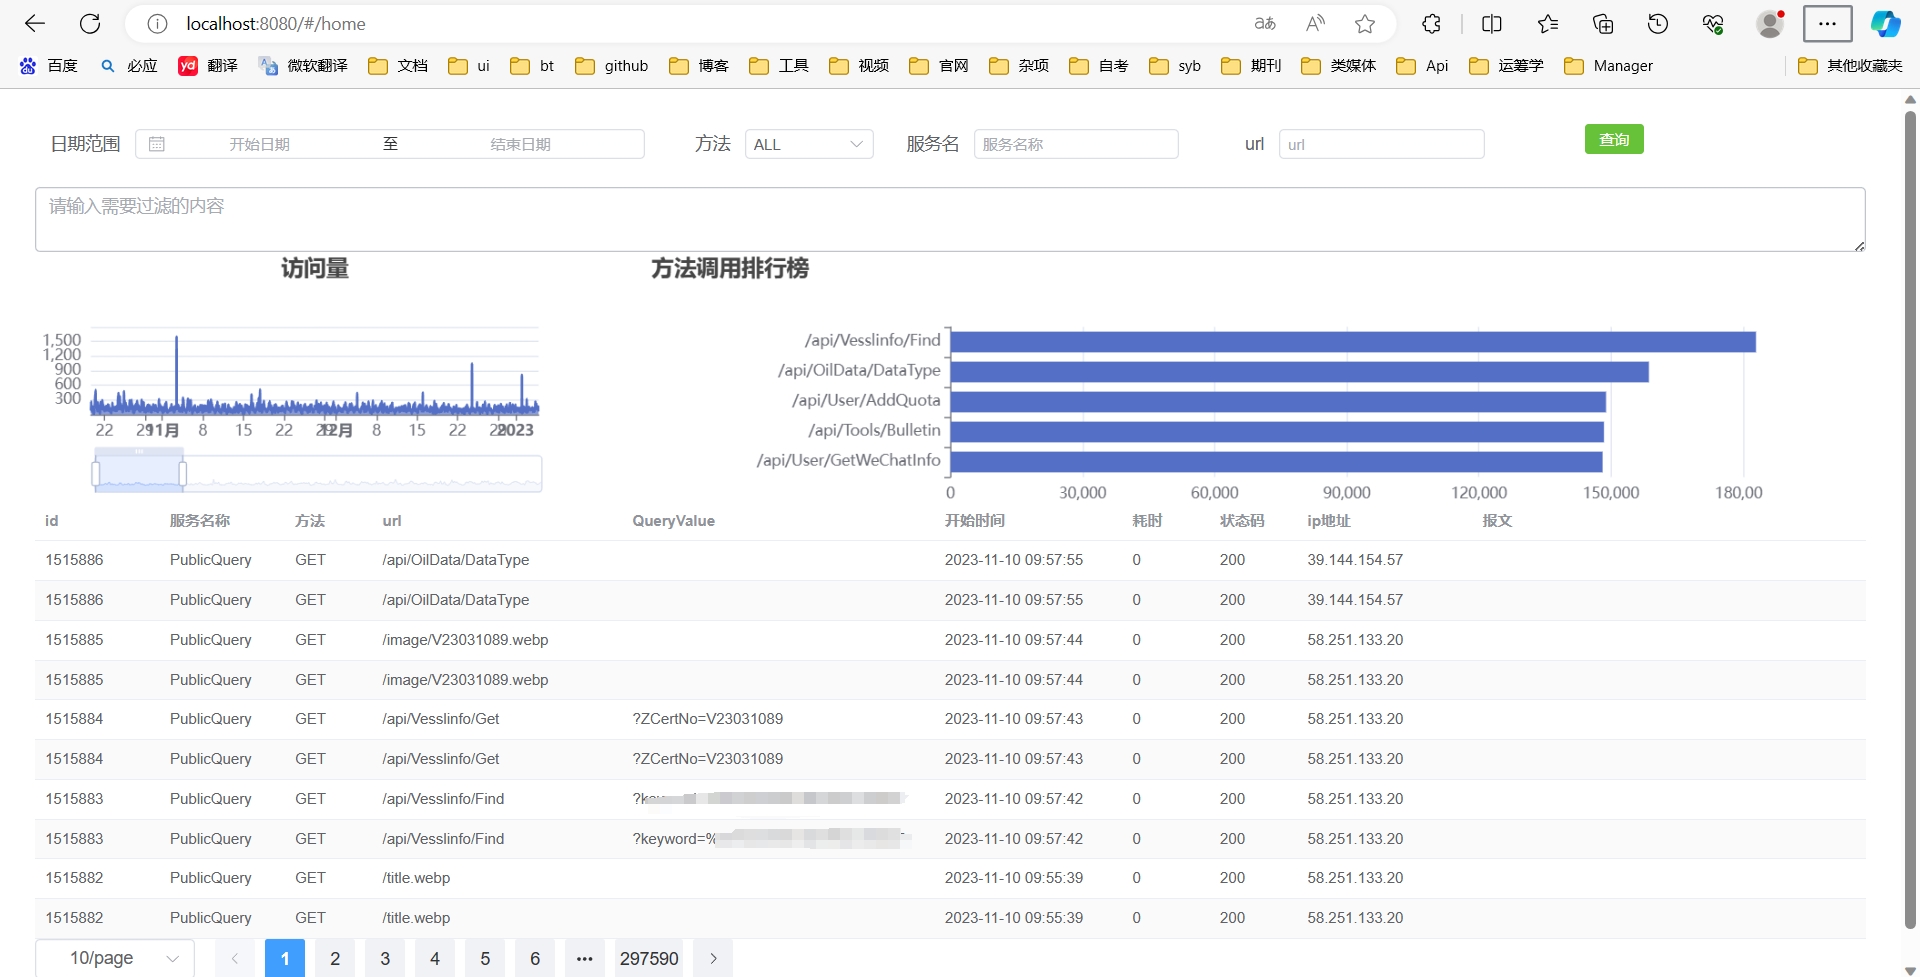 localhost:8080/#/home
百度 必应 翻译 微软翻译 文档 ui bt github 博客 工具 视频 官网 杂项 自考 syb 期刊 类媒体 Api 运筹学 Manager 其他收藏夹
日期范围 开始日期 至 结束日期 方法 ALL 服务名 服务名称 url url 查询
请输入需要过滤的内容
访问量
1,500
1,200
900
600
300
22 29 11月 8 15 22 29 12月 8 15 22 29 2023
方法调用排行榜
/api/Vesslinfo/Find
/api/OilData/DataType
/api/User/AddQuota
/api/Tools/Bulletin
/api/User/GetWeChatInfo
0 30,000 60,000 90,000 120,000 150,000 180,00
id 服务名称 方法 url QueryValue 开始时间 耗时 状态码 ip地址 报文
1515886 PublicQuery GET /api/OilData/DataType 2023-11-10 09:57:55 0 200 39.144.154.57
1515886 PublicQuery GET /api/OilData/DataType 2023-11-10 09:57:55 0 200 39.144.154.57
1515885 PublicQuery GET /image/V23031089.webp 2023-11-10 09:57:44 0 200 58.251.133.20
1515885 PublicQuery GET /image/V23031089.webp 2023-11-10 09:57:44 0 200 58.251.133.20
1515884 PublicQuery GET /api/Vesslinfo/Get ?ZCertNo=V23031089 2023-11-10 09:57:43 0 200 58.251.133.20
1515884 PublicQuery GET /api/Vesslinfo/Get ?ZCertNo=V23031089 2023-11-10 09:57:43 0 200 58.251.133.20
1515883 PublicQuery GET /api/Vesslinfo/Find 2023-11-10 09:57:42 0 200 58.251.133.20
1515883 PublicQuery GET /api/Vesslinfo/Find ?keyword=% 2023-11-10 09:57:42 0 200 58.251.133.20
1515882 PublicQuery GET /title.webp 2023-11-10 09:55:39 0 200 58.251.133.20
1515882 PublicQuery GET /title.webp 2023-11-10 09:55:39 0 200 58.251.133.20
10/page 1 2 3 4 5 6 ••• 297590